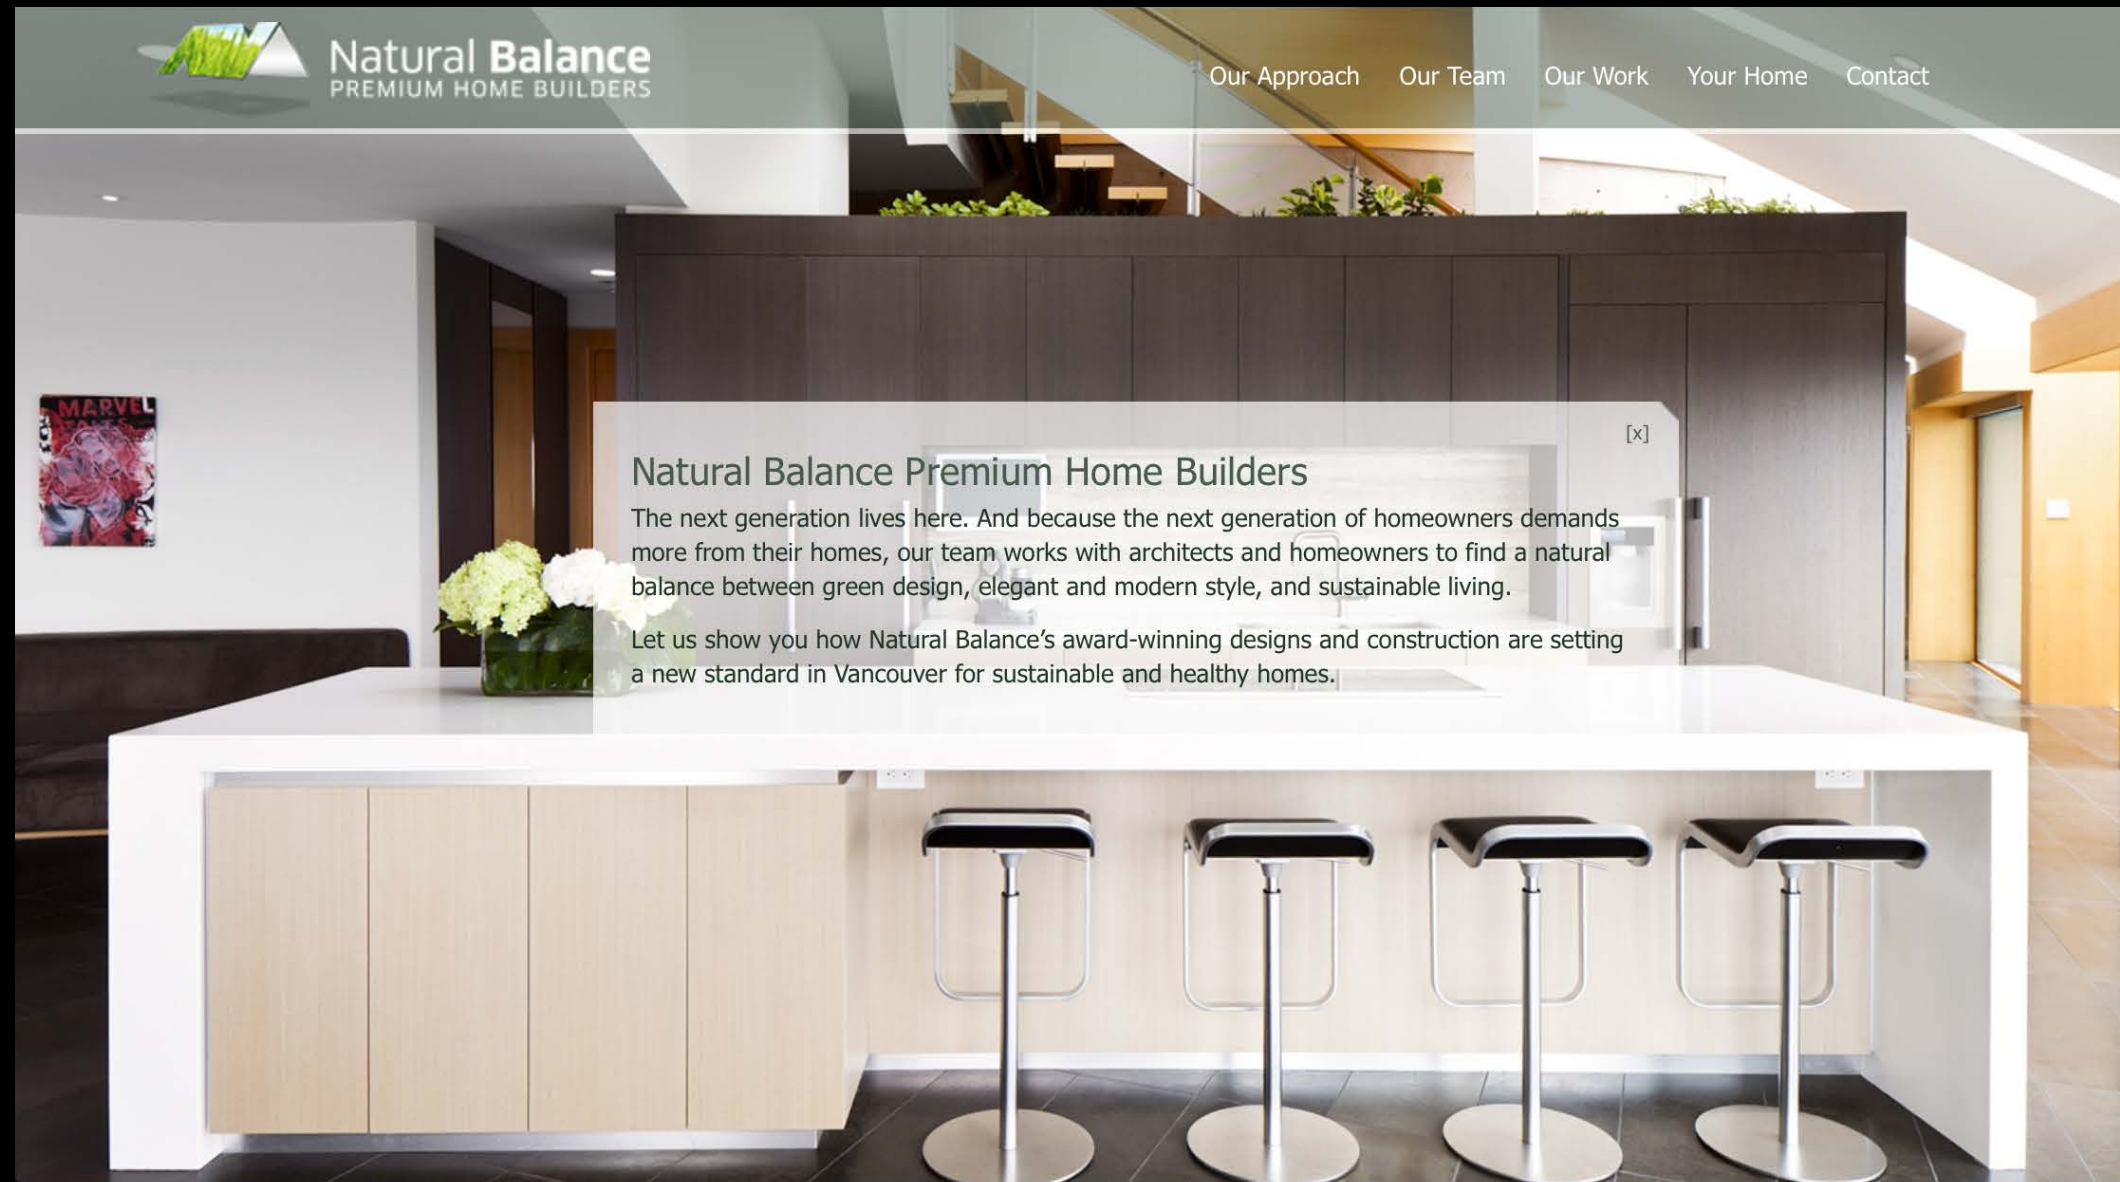 Natural Balance
PREMIUM HOME BUILDERS
Our Approach Our Team Our Work Your Home Contact
MARVEL
TALES
[x]
Natural Balance Premium Home Builders
The next generation lives here. And because the next generation of homeowners demands
more from their homes, our team works with architects and homeowners to find a natural
balance between green design, elegant and modern style, and sustainable living.
Let us show you how Natural Balance’s award-winning designs and construction are setting
a new standard in Vancouver for sustainable and healthy homes.